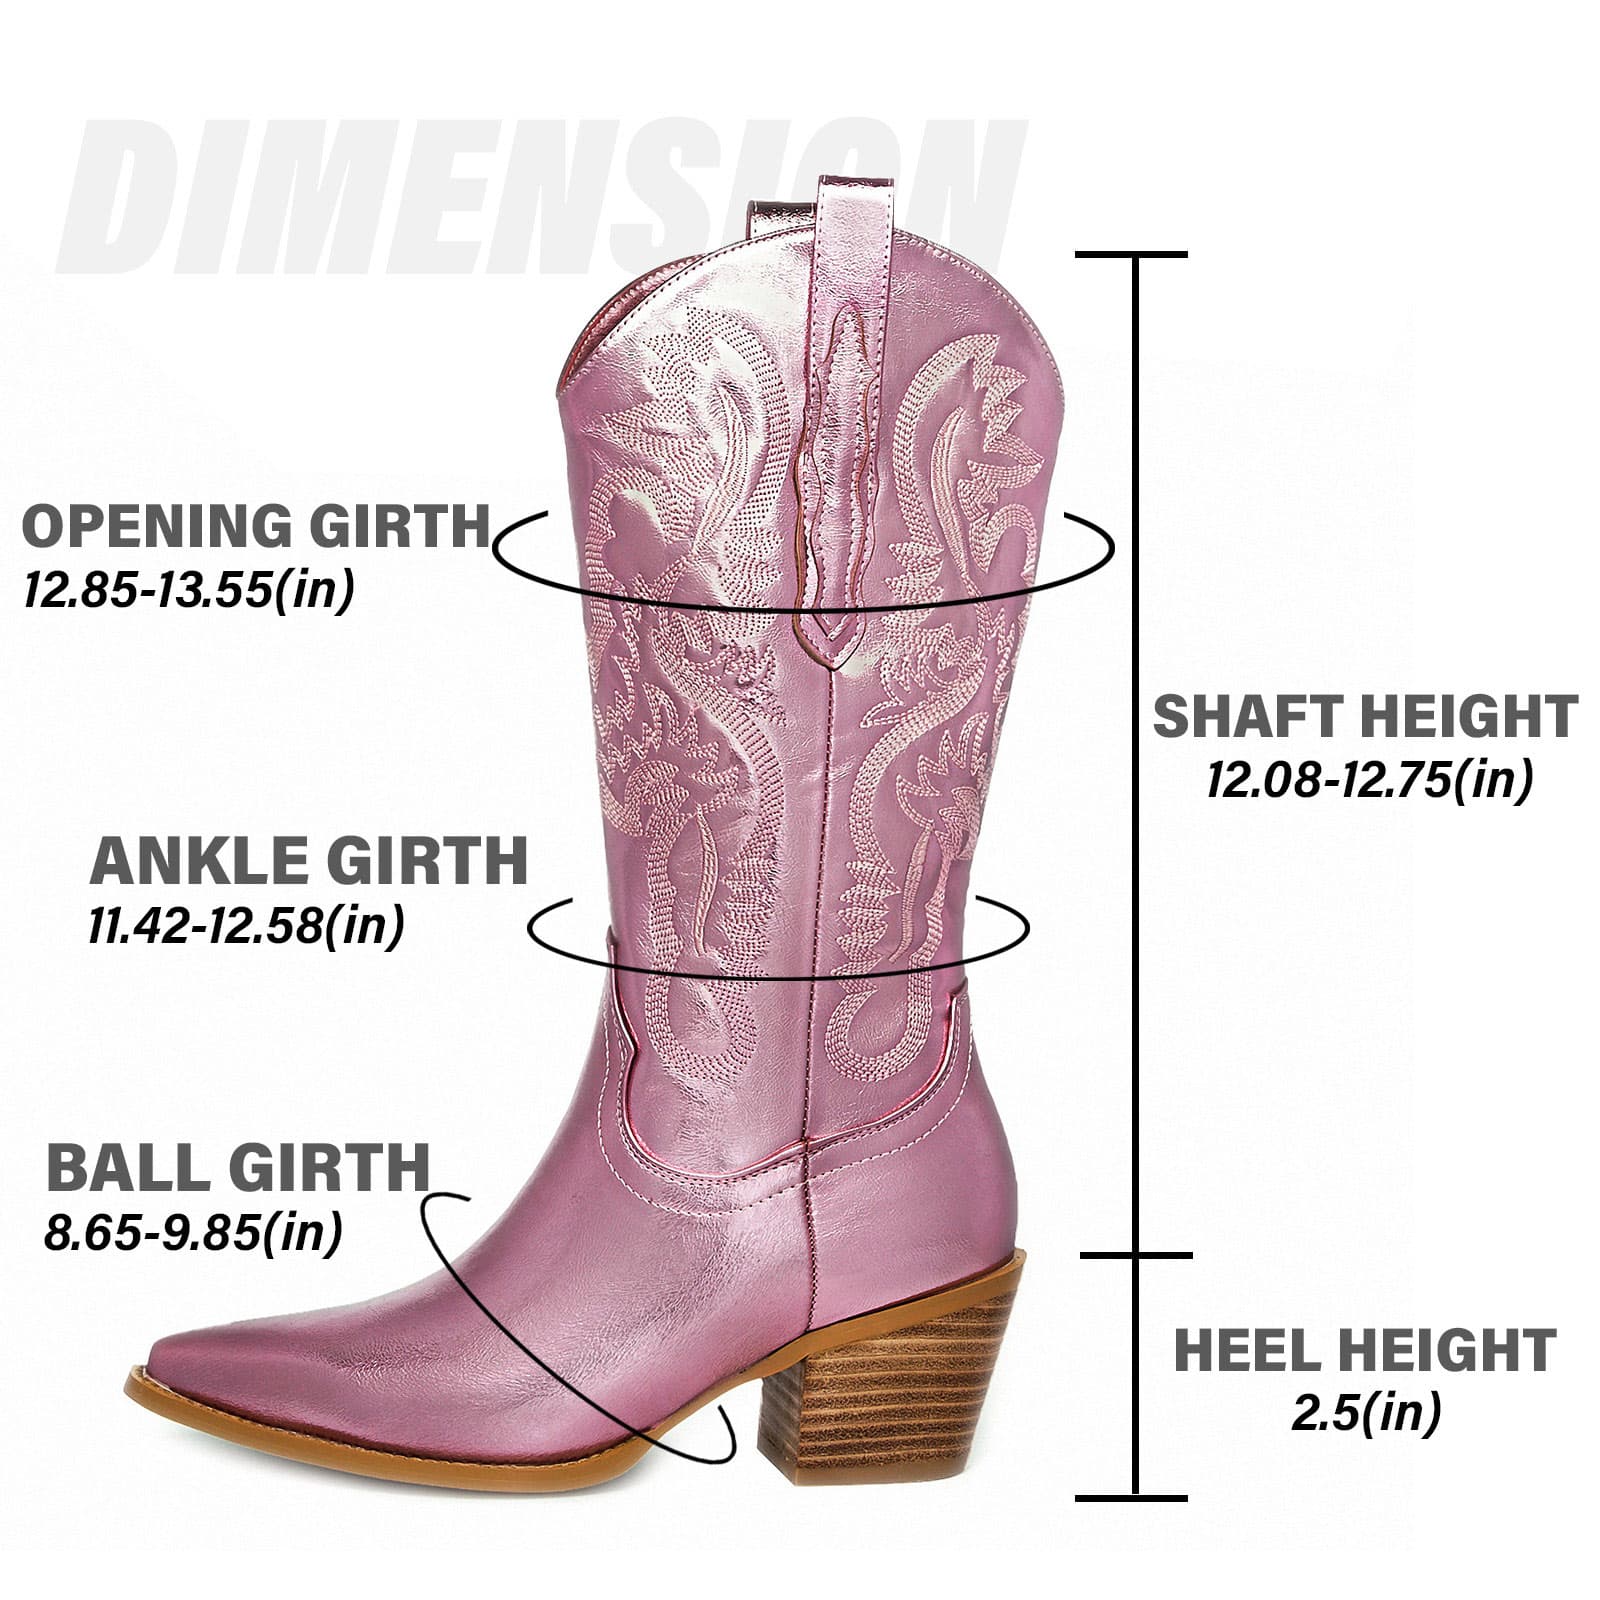 DIMENSION
OPENING GIRTH
12.85-13.55(in)
SHAFT HEIGHT
12.08-12.75(in)
ANKLE GIRTH
11.42-12.58(in)
BALL GIRTH
8.65-9.85(in)
HEEL HEIGHT
2.5(in)